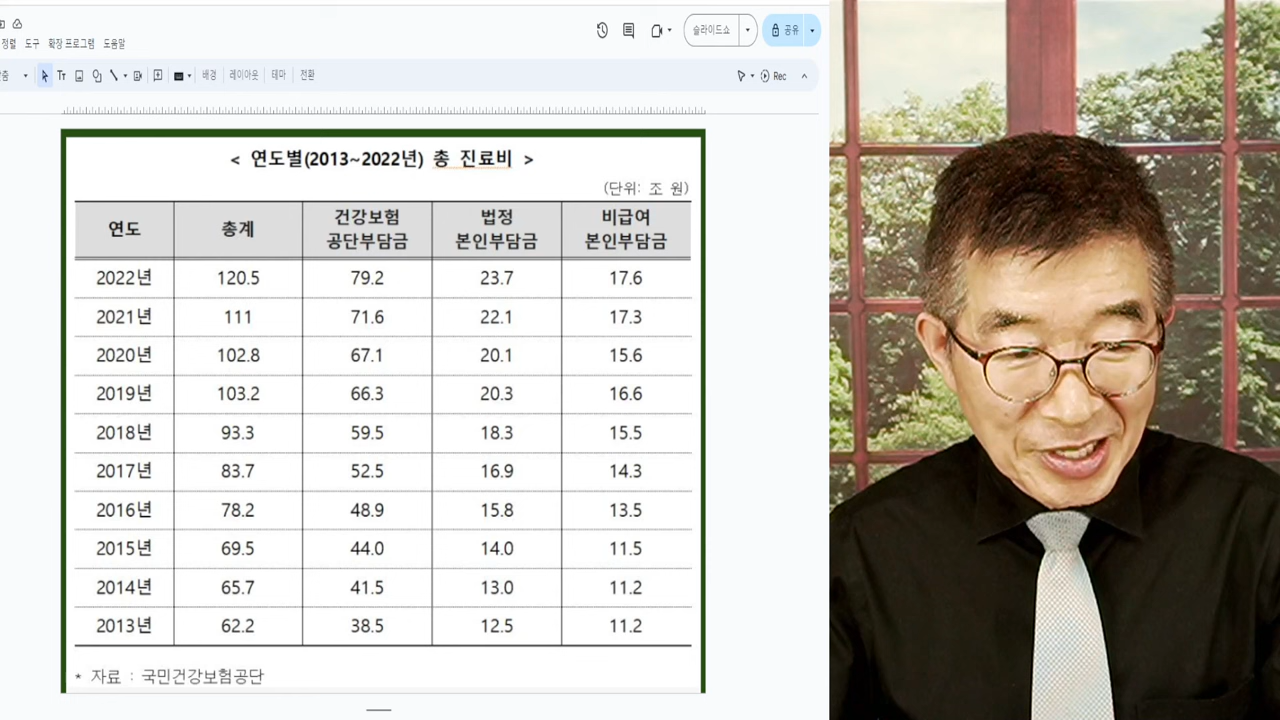 정렬 도구 확장 프로그램 도움말
슬라이드쇼
공유
배경 레이아웃 테마 전환
Rec
< 연도별(2013~2022년) 총 진료비 >
(단위: 조 원)
연도 총계 건강보험 공단부담금 법정 본인부담금 비급여 본인부담금
2022년 120.5 79.2 23.7 17.6
2021년 111 71.6 22.1 17.3
2020년 102.8 67.1 20.1 15.6
2019년 103.2 66.3 20.3 16.6
2018년 93.3 59.5 18.3 15.5
2017년 83.7 52.5 16.9 14.3
2016년 78.2 48.9 15.8 13.5
2015년 69.5 44.0 14.0 11.5
2014년 65.7 41.5 13.0 11.2
2013년 62.2 38.5 12.5 11.2
* 자료 : 국민건강보험공단